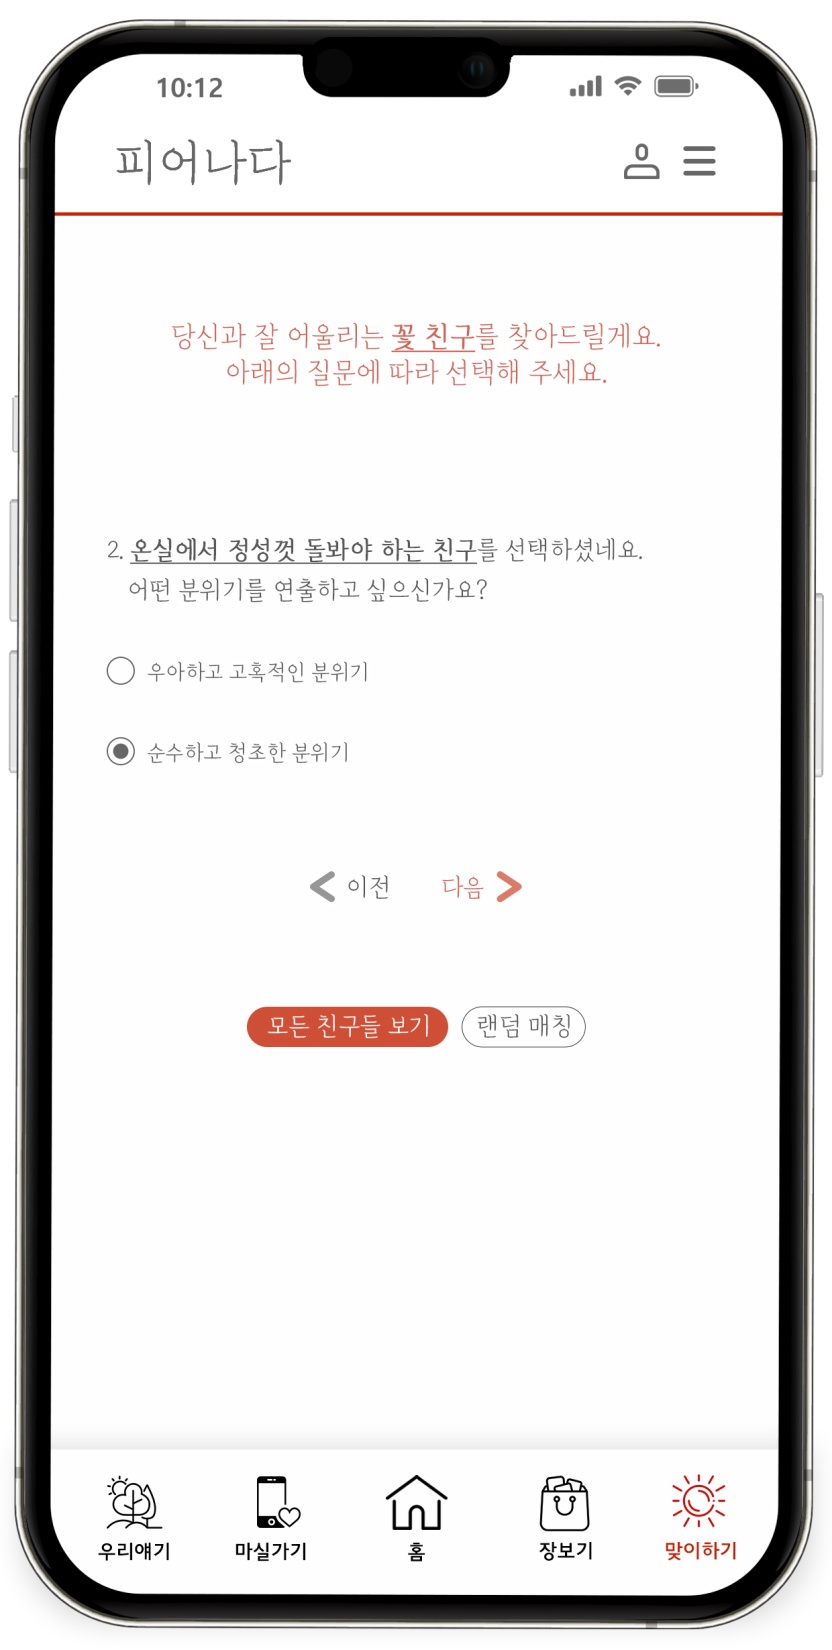 10:12
피어나다
당신과 잘 어울리는 꽃 친구를 찾아드릴게요.
아래의 질문에 따라 선택해 주세요.
2. 온실에서 정성껏 돌봐야 하는 친구를 선택하셨네요.
어떤 분위기를 연출하고 싶으신가요?
우아하고 고혹적인 분위기
순수하고 청초한 분위기
이전 다음
모든 친구들 보기 랜덤 매칭
우리얘기 마실가기 홈 장보기 맞이하기